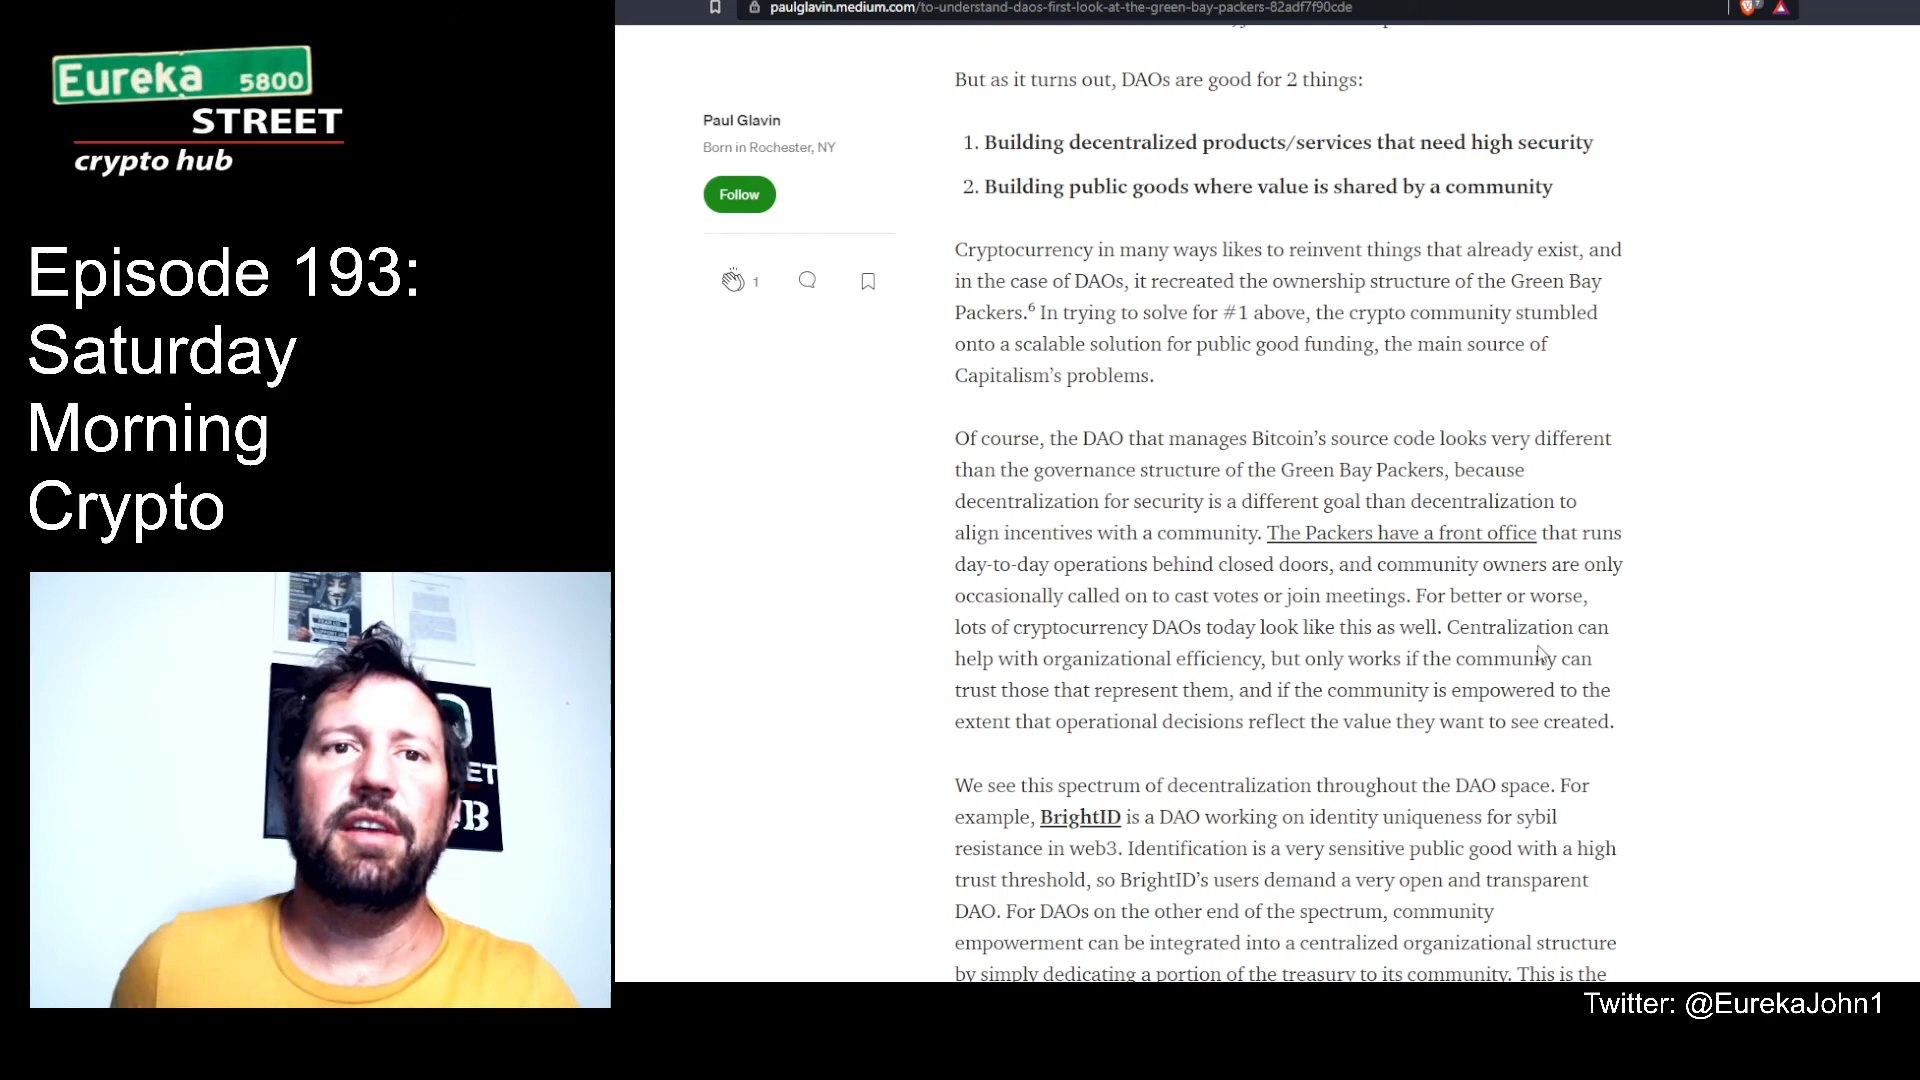 paulglavin.medium.com/to-understand-daos-first-look-at-the-green-bay-packers-82adf7f90cde
Eureka 5800
STREET
crypto hub
Episode 193:
Saturday
Morning
Crypto
Paul Glavin
Born in Rochester, NY
Follow
1
But as it turns out, DAOs are good for 2 things:
1. Building decentralized products/services that need high security
2. Building public goods where value is shared by a community
Cryptocurrency in many ways likes to reinvent things that already exist, and
in the case of DAOs, it recreated the ownership structure of the Green Bay
Packers.⁶ In trying to solve for #1 above, the crypto community stumbled
onto a scalable solution for public good funding, the main source of
Capitalism’s problems.
Of course, the DAO that manages Bitcoin’s source code looks very different
than the governance structure of the Green Bay Packers, because
decentralization for security is a different goal than decentralization to
align incentives with a community. The Packers have a front office that runs
day-to-day operations behind closed doors, and community owners are only
occasionally called on to cast votes or join meetings. For better or worse,
lots of cryptocurrency DAOs today look like this as well. Centralization can
help with organizational efficiency, but only works if the community can
trust those that represent them, and if the community is empowered to the
extent that operational decisions reflect the value they want to see created.
We see this spectrum of decentralization throughout the DAO space. For
example, BrightID is a DAO working on identity uniqueness for sybil
resistance in web3. Identification is a very sensitive public good with a high
trust threshold, so BrightID’s users demand a very open and transparent
DAO. For DAOs on the other end of the spectrum, community
empowerment can be integrated into a centralized organizational structure
by simply dedicating a portion of the treasury to its community. This is the
ET
UB
Twitter: @EurekaJohn1